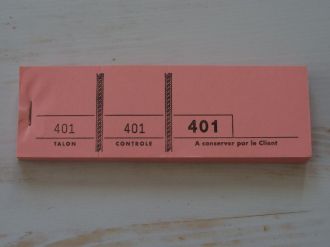 401 401 401
TALON CONTROLE A conserver par le Client